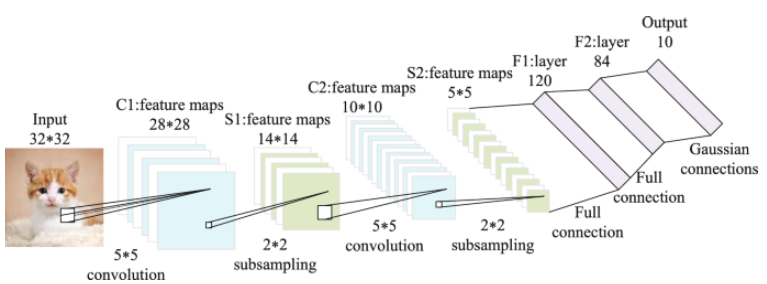 Input
32*32
C1:feature maps
28*28
S1:feature maps
14*14
C2:feature maps
10*10
S2:feature maps
5*5
F1:layer
120
F2:layer
84
Output
10
5*5
convolution
2*2
subsampling
5*5
convolution
2*2
subsampling
Full
connection
Full
connection
Gaussian
connections